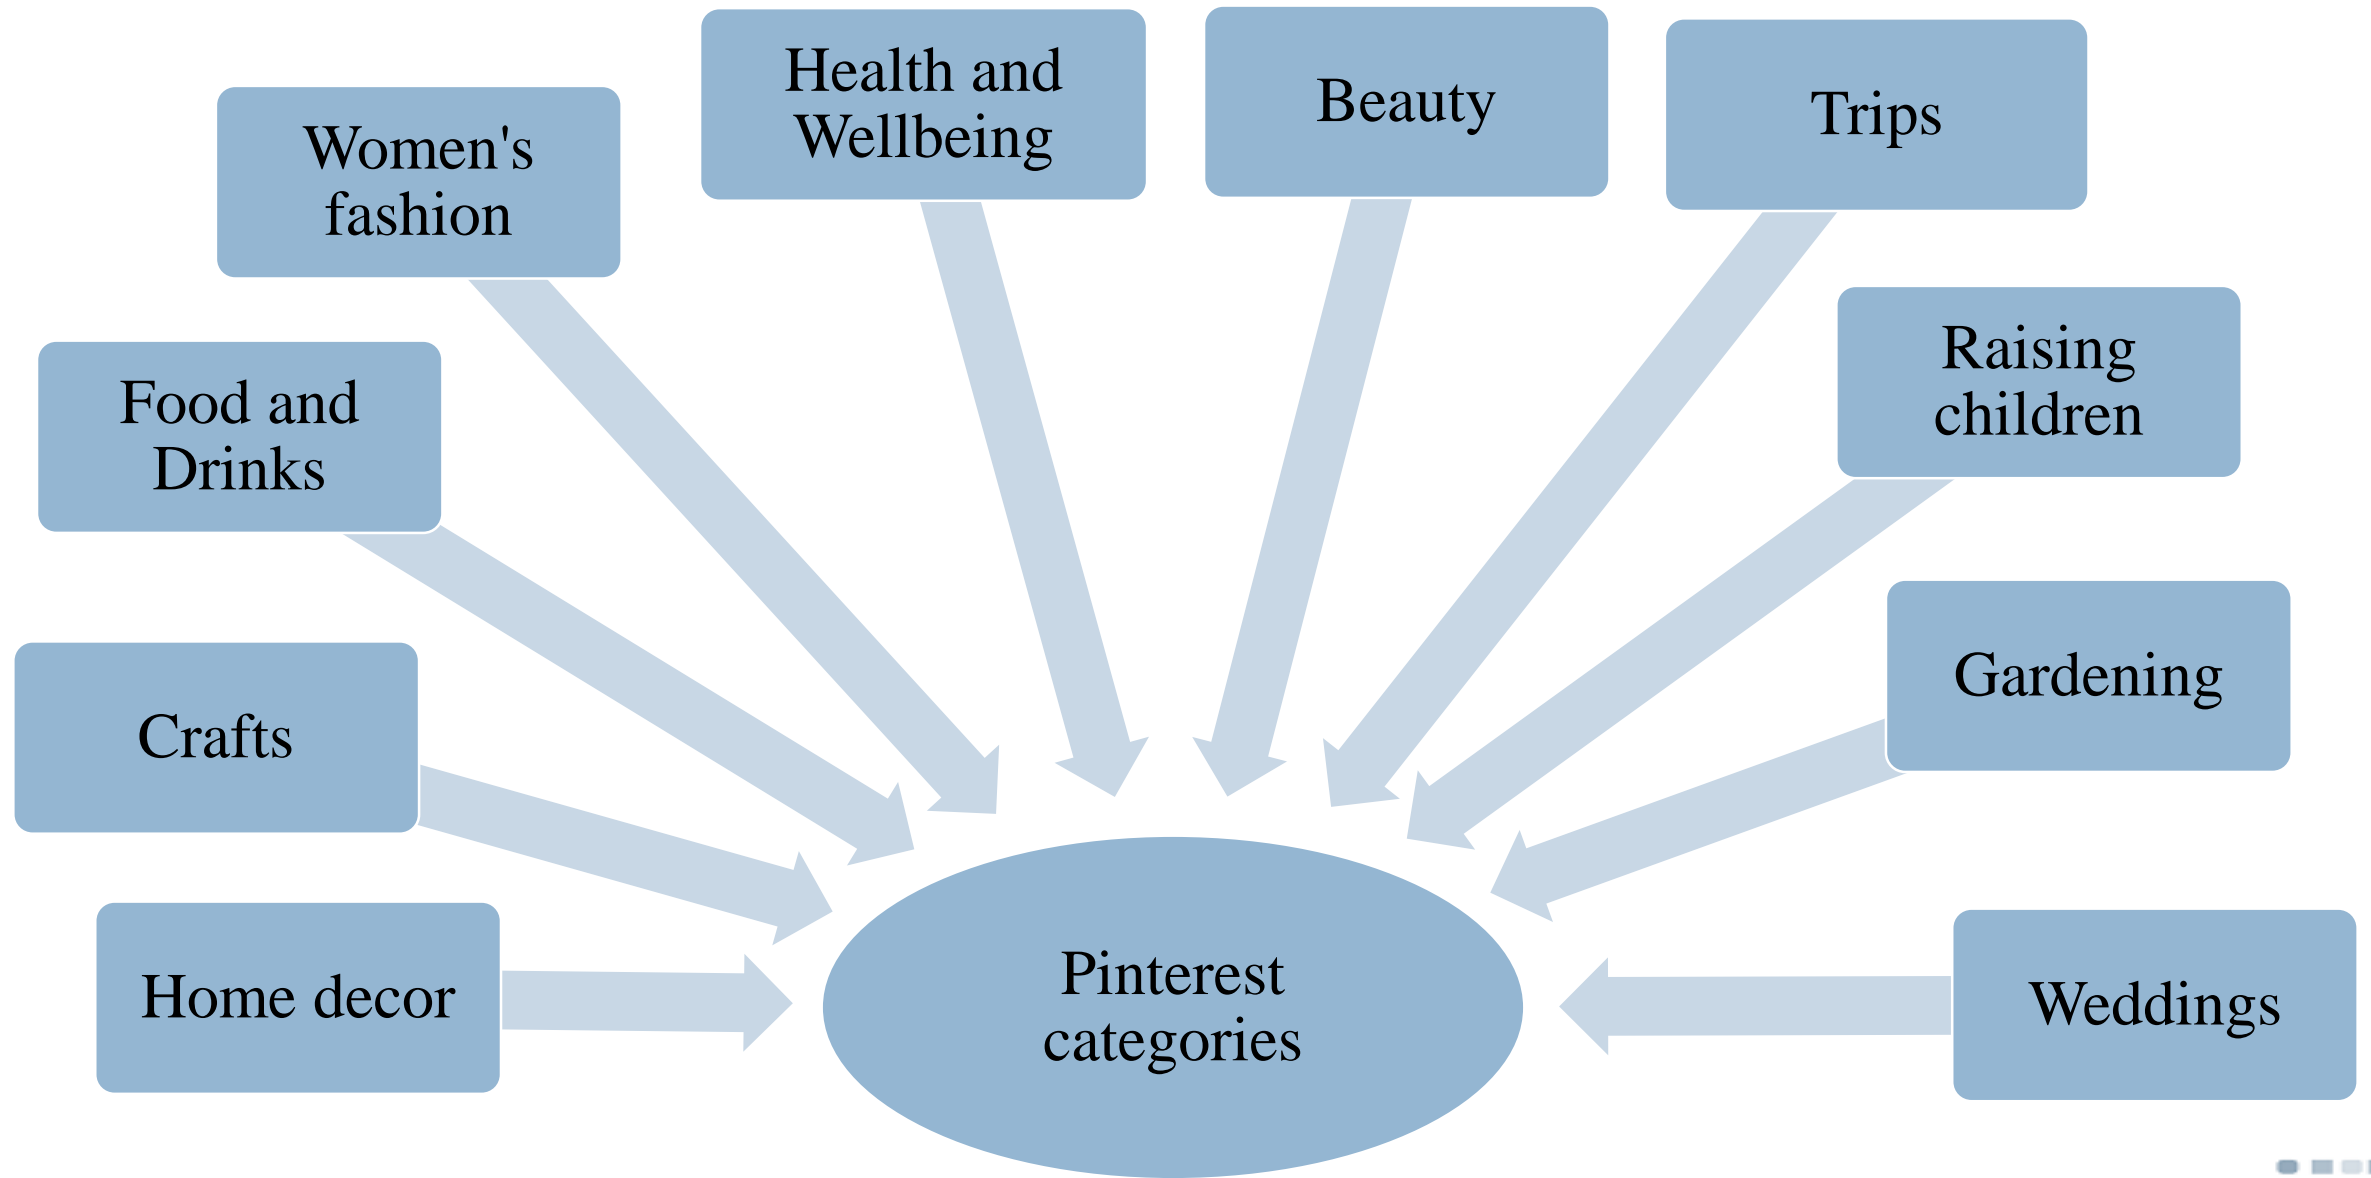 Health and
Wellbeing
Beauty
Trips
Women's
fashion
Raising
children
Food and
Drinks
Gardening
Crafts
Home decor
Pinterest
categories
Weddings